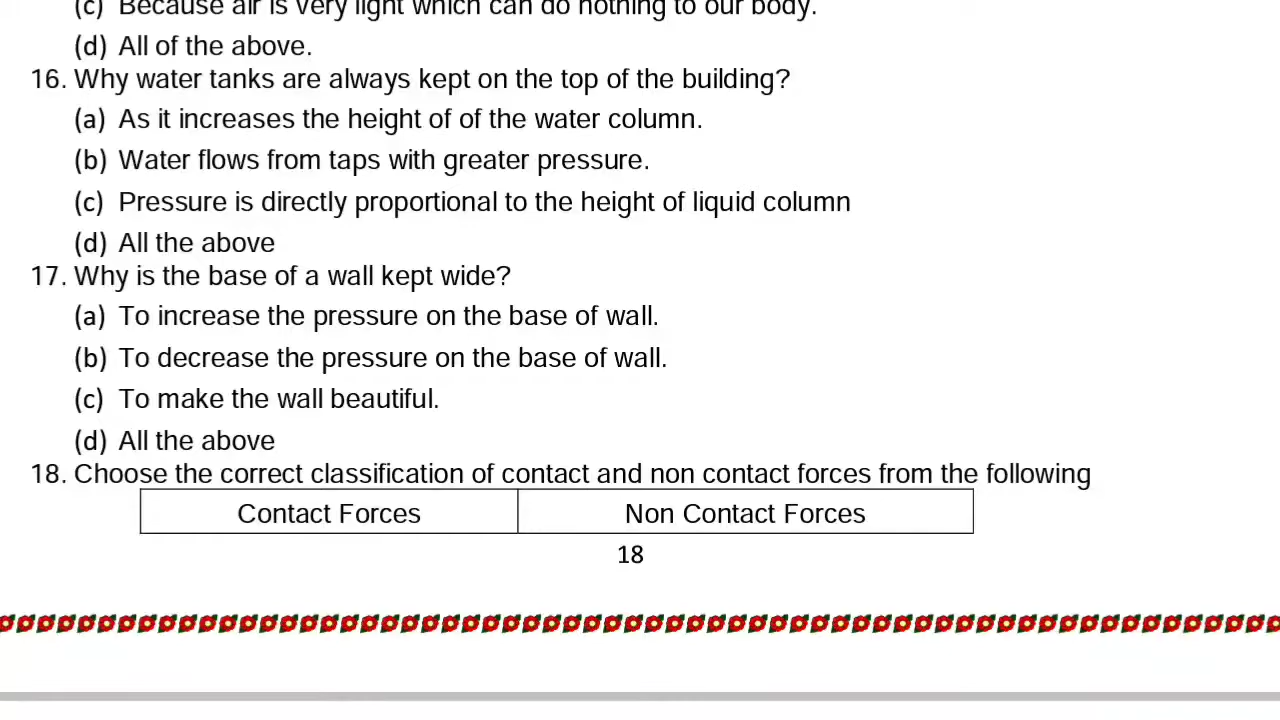 (c) Because air is very light which can do nothing to our body.
(d) All of the above.
16. Why water tanks are always kept on the top of the building?
(a) As it increases the height of of the water column.
(b) Water flows from taps with greater pressure.
(c) Pressure is directly proportional to the height of liquid column
(d) All the above
17. Why is the base of a wall kept wide?
(a) To increase the pressure on the base of wall.
(b) To decrease the pressure on the base of wall.
(c) To make the wall beautiful.
(d) All the above
18. Choose the correct classification of contact and non contact forces from the following
Contact Forces Non Contact Forces
18